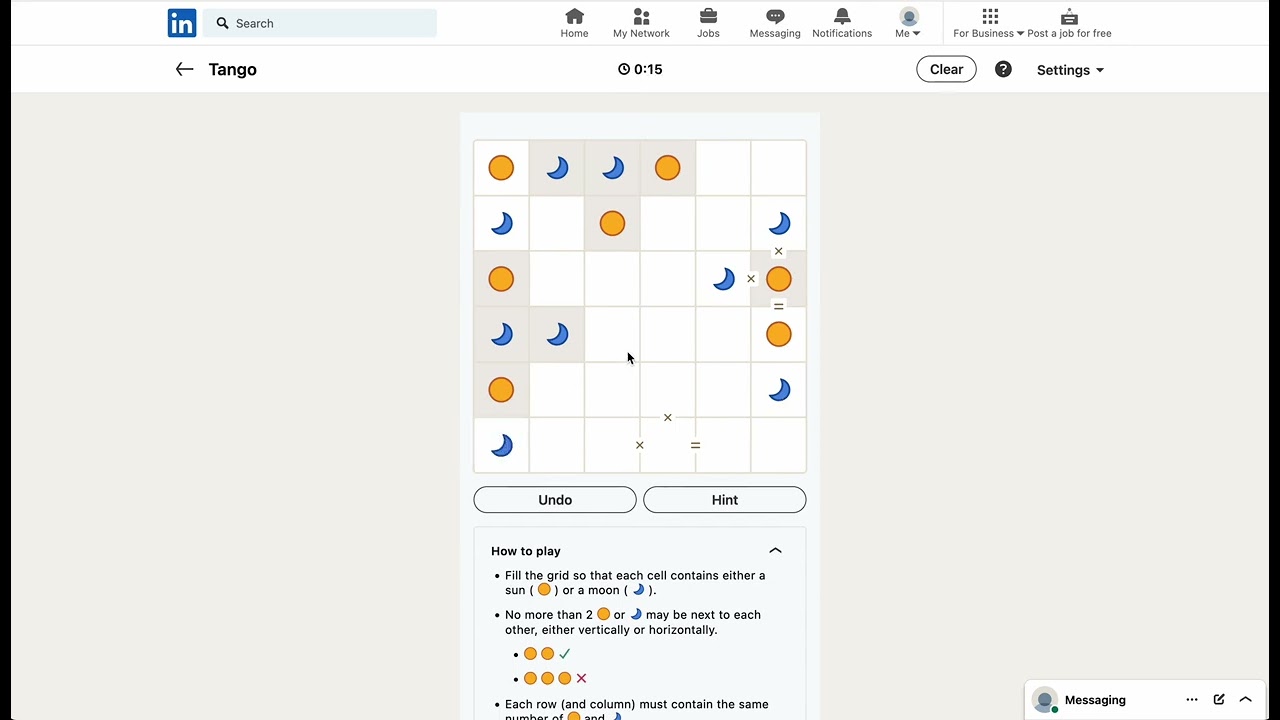 in
Search
Home
My Network
Jobs
Messaging
Notifications
Me
For Business
Post a job for free
Tango
0:15
Clear
?
Settings
×
×
=
×
×
=
Undo
Hint
How to play
• Fill the grid so that each cell contains either a
sun ( ) or a moon ( ).
• No more than 2 or may be next to each
other, either vertically or horizontally.
• Each row (and column) must contain the same
number of and .
Messaging